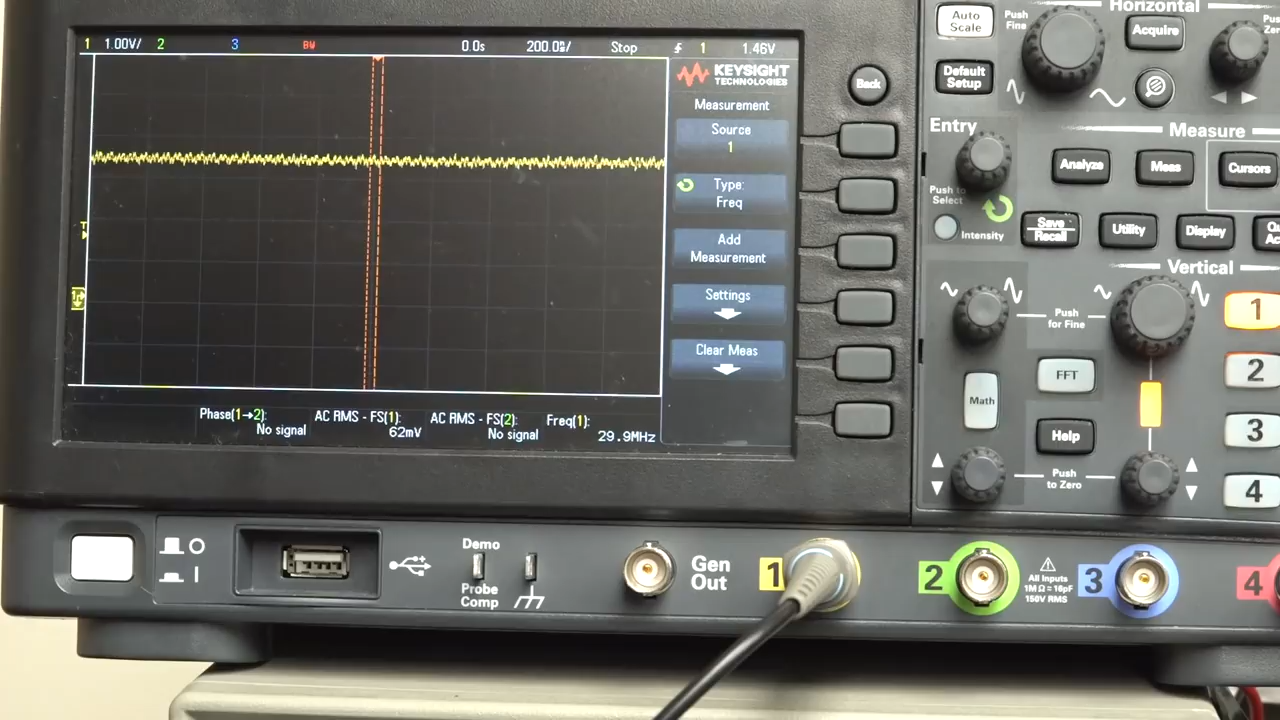 1 1.00V/ 2 3 BW 0.0s 200.0s/ Stop 1 1.46V
KEYSIGHT
TECHNOLOGIES
Measurement
Source
1
Type:
Freq
Add
Measurement
Settings
Clear Meas
T
1
Phase(1→2):
No signal
AC RMS - FS(1):
62mV
AC RMS - FS(2):
No signal
Freq(1):
29.9MHz
Back
Horizontal
Auto
Scale
Push
Fine
Acquire
Push
Default
Setup
Entry
Push to
Select
Intensity
Measure
Analyze
Meas
Cursors
Save
Recall
Utility
Display
Vertical
Push
for Fine
1
FFT
2
Math
Help
3
Push
to Zero
4
Demo
Probe
Comp
Gen
Out
1
2
All Inputs
1MΩ≈16pF
150V RMS
3
4